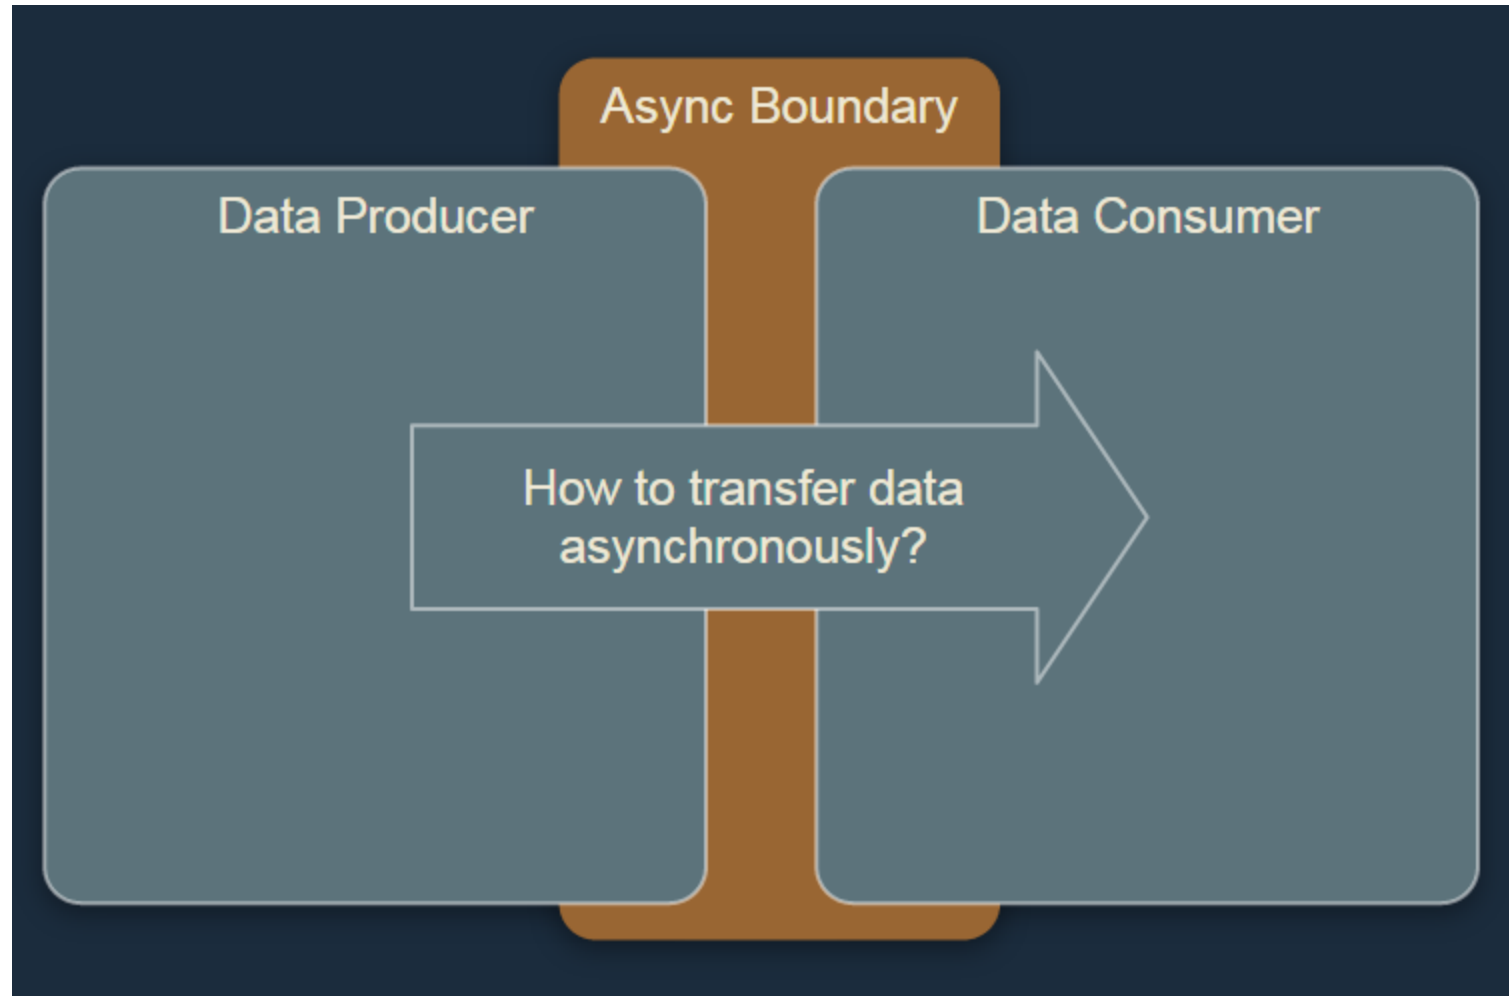 Async Boundary
Data Producer
Data Consumer
How to transfer data
asynchronously?